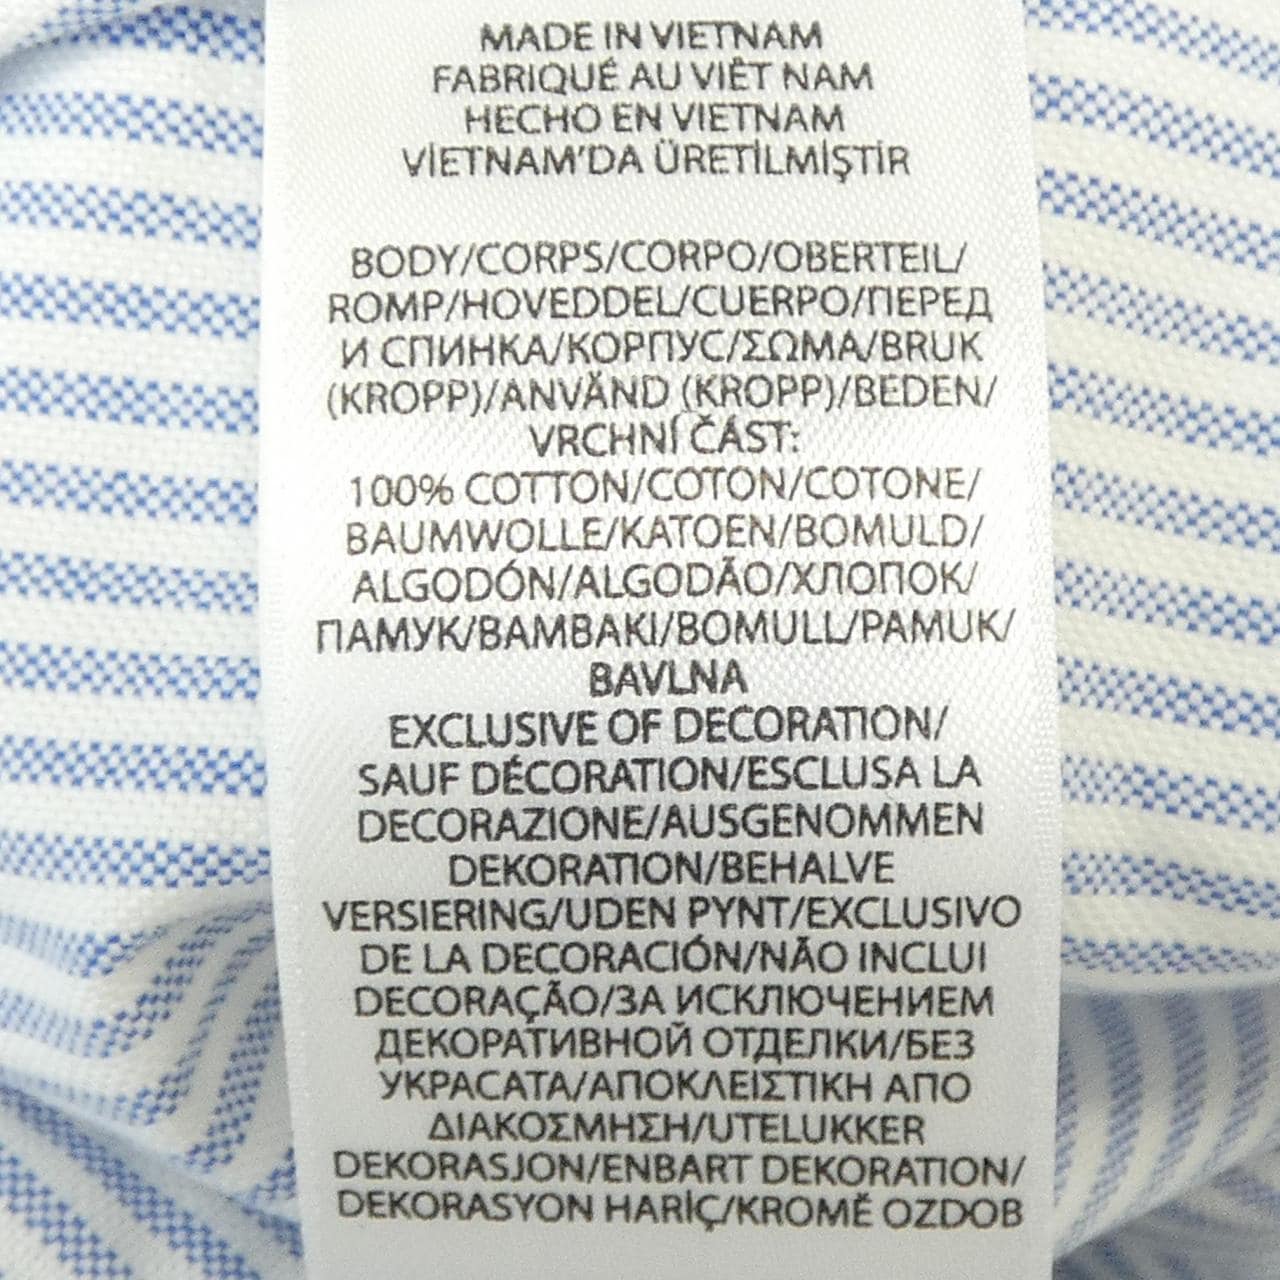 MADE IN VIETNAM
FABRIQUÉ AU VIÊT NAM
HECHO EN VIETNAM
VİETNAM'DA ÜRETİLMİŞTİR
BODY/CORPS/CORPO/OBERTEIL/
ROMP/HOVEDDEL/CUERPO/ПЕРЕД
И СПИНКА/КОРПУС/ΣΩΜΑ/BRUK
(KROPP)/ANVÄND (KROPP)/BEDEN/
VRCHNÍ ČÁST:
100% COTTON/COTON/COTONE/
BAUMWOLLE/KATOEN/BOMULD/
ALGODÓN/ALGODÃO/ХЛОПОК/
ПАМУК/ΒΑΜΒΑΚΙ/BOMULL/PAMUK/
BAVLNA
EXCLUSIVE OF DECORATION/
SAUF DÉCORATION/ESCLUSA LA
DECORAZIONE/AUSGENOMMEN
DEKORATION/BEHALVE
VERSIERING/UDEN PYNT/EXCLUSIVO
DE LA DECORACIÓN/NÃO INCLUI
DECORAÇÃO/ЗА ИСКЛЮЧЕНИЕМ
ДЕКОРАТИВНОЙ ОТДЕЛКИ/БЕЗ
УКРАСАТА/ΑΠΟΚΛΕΙΣΤΙΚΗ ΑΠΟ
ΔΙΑΚΟΣΜΗΣΗ/UTELUKKER
DEKORASJON/ENBART DEKORATION/
DEKORASYON HARİÇ/KROMĚ OZDOB